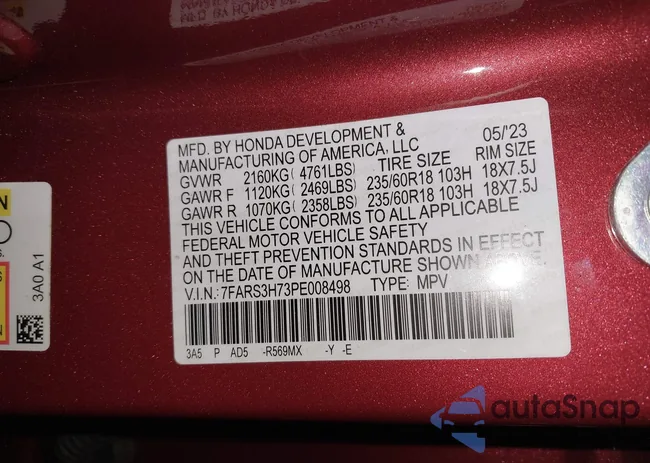 MFD. BY HONDA DEVELOPMENT & 05/'23
MANUFACTURING OF AMERICA, LLC
GVWR 2160KG( 4761LBS) TIRE SIZE RIM SIZE
GAWR F 1120KG( 2469LBS) 235/60R18 103H 18X7.5J
GAWR R 1070KG( 2358LBS) 235/60R18 103H 18X7.5J
THIS VEHICLE CONFORMS TO ALL APPLICABLE
FEDERAL MOTOR VEHICLE SAFETY
AND THEFT PREVENTION STANDARDS IN EFFECT
ON THE DATE OF MANUFACTURE SHOWN ABOVE.
V.I.N.: 7FARS3H73PE008498 TYPE: MPV
3A5 P AD5 -R569MX -Y -E
3A0 A1
autoSnap